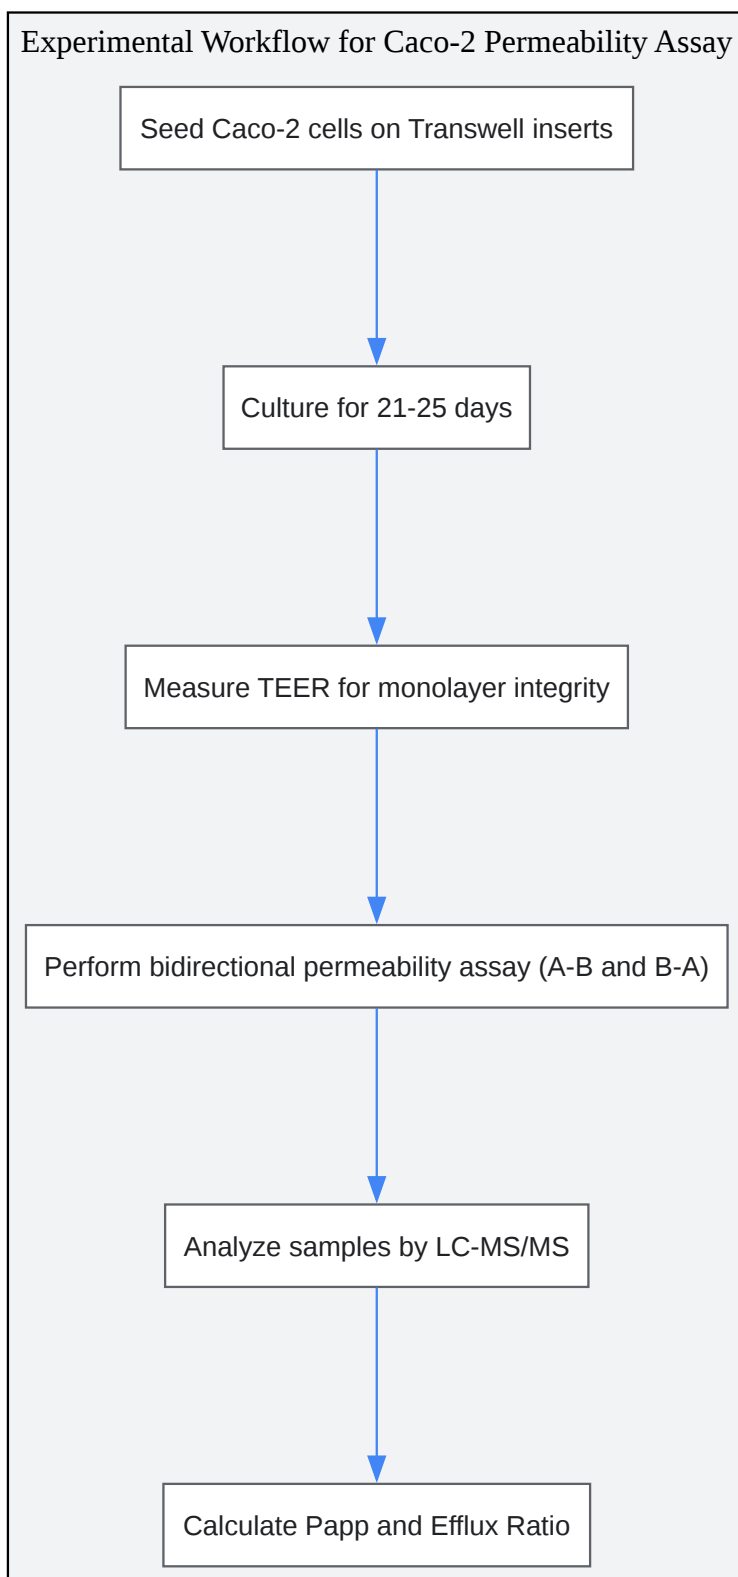 Experimental Workflow for Caco-2 Permeability Assay
Seed Caco-2 cells on Transwell inserts
Culture for 21-25 days
Measure TEER for monolayer integrity
Perform bidirectional permeability assay (A-B and B-A)
Analyze samples by LC-MS/MS
Calculate Papp and Efflux Ratio